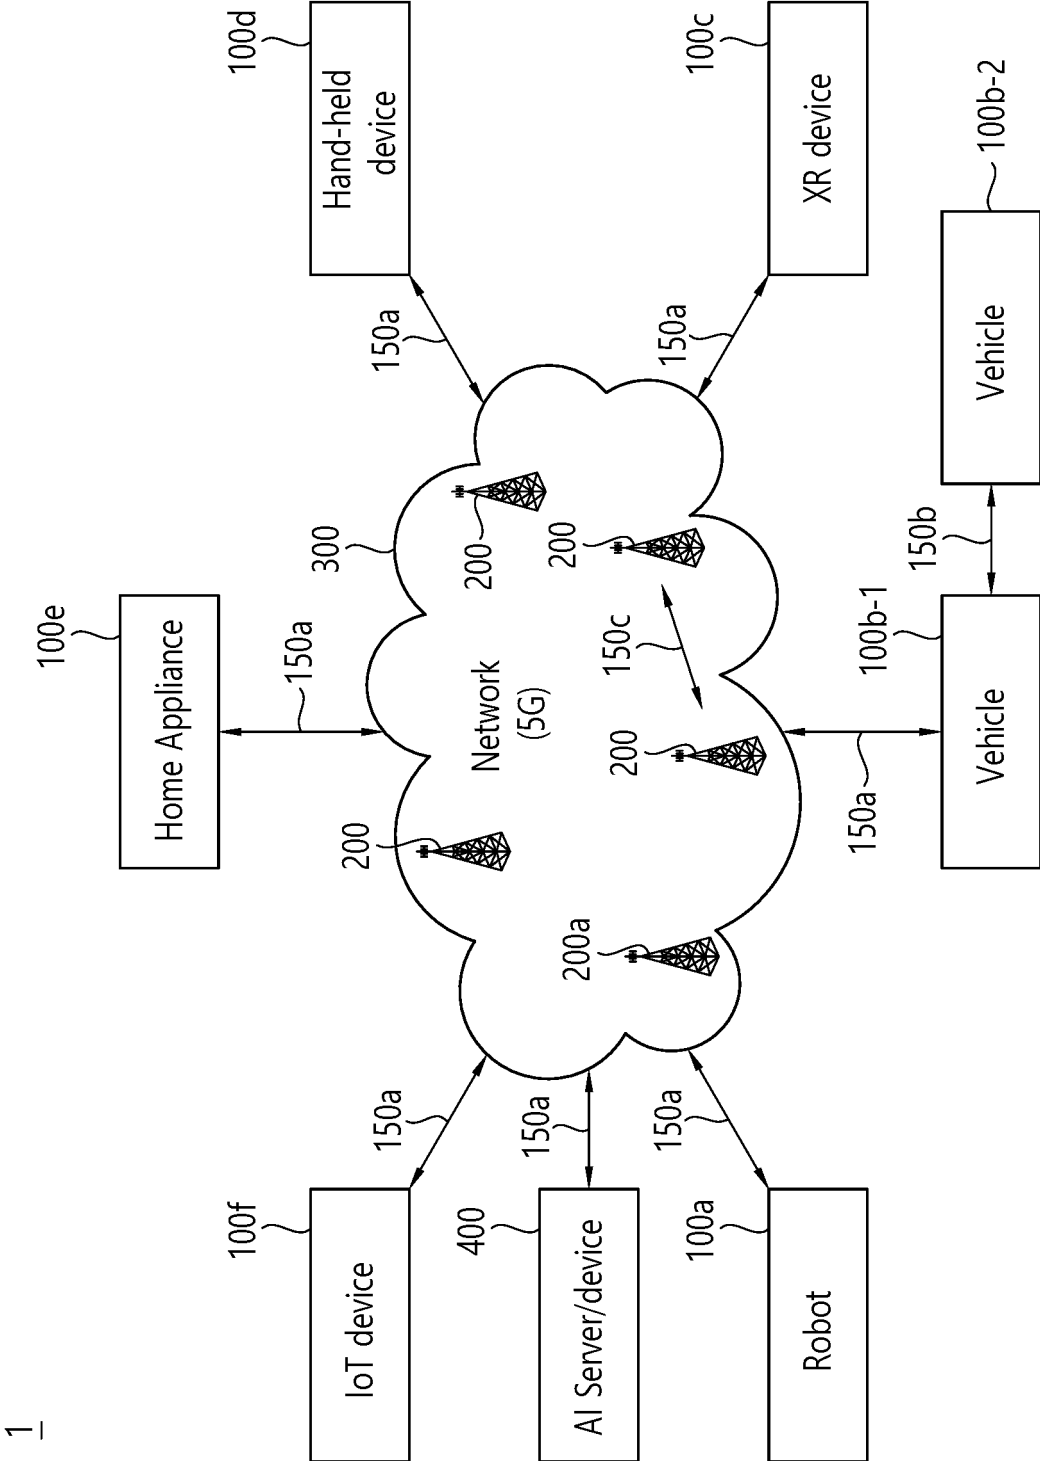 1
100e
Home Appliance
100f
100d
150a
300
IoT device
Hand-held
device
200
150a
150a
400
Network
(5G)
200
150a
200
200a
AI Server/device
150c
200
150a
150a
100a
100c
Robot
XR device
150a
100b-1
150b
Vehicle
Vehicle
100b-2